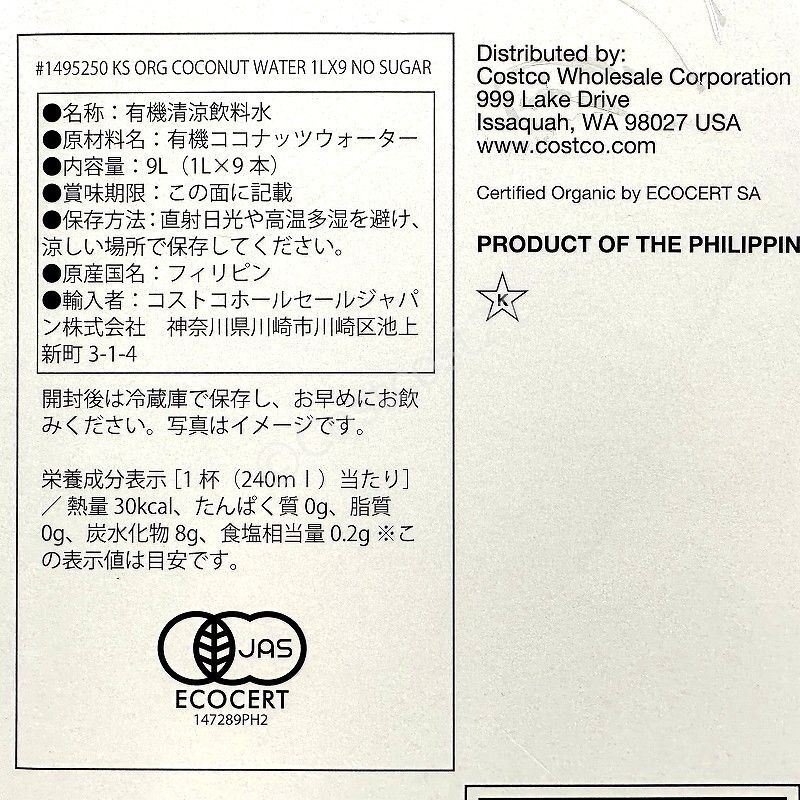 #1495250 KS ORG COCONUT WATER 1LX9 NO SUGAR
●名称：有機清涼飲料水
●原材料名：有機ココナッツウォーター
●内容量：9L（1L×9本）
●賞味期限：この面に記載
●保存方法：直射日光や高温多湿を避け、
涼しい場所で保存してください。
●原産国名：フィリピン
●輸入者：コストコホールセールジャパ
ン株式会社　神奈川県川崎市川崎区池上
新町 3-1-4
開封後は冷蔵庫で保存し、お早めにお飲
みください。写真はイメージです。
栄養成分表示［1 杯（240ｍｌ）当たり］
／ 熱量 30kcal、たんぱく質 0g、脂質
0g、炭水化物 8g、食塩相当量 0.2g ※こ
の表示値は目安です。
JAS
ECOCERT
147289PH2
Distributed by:
Costco Wholesale Corporation
999 Lake Drive
Issaquah, WA 98027 USA
www.costco.com
Certified Organic by ECOCERT SA
PRODUCT OF THE PHILIPPIN
K